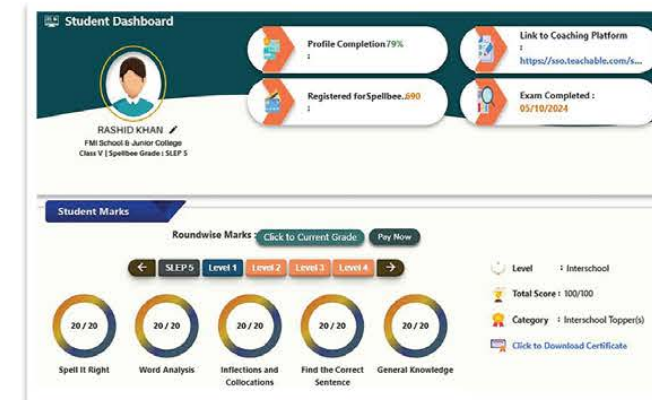 Student Dashboard
Profile Completion 79%
:
Link to Coaching Platform
:
https://sso.teachable.com/s...
Registered for Spellbee..690
:
Exam Completed :
05/10/2024
RASHID KHAN
FMI School & Junior College
Class V | Spellbee Grade : SLEP 5
Student Marks
Roundwise Marks : Click to Current Grade Pay Now
← SLEP 5 Level 1 Level 2 Level 3 Level 4 →
20 / 20 20 / 20 20 / 20 20 / 20 20 / 20
Spell It Right Word Analysis Inflections and Collocations Find the Correct Sentence General Knowledge
Level : Interschool
Total Score : 100/100
Category : Interschool Topper(s)
Click to Download Certificate